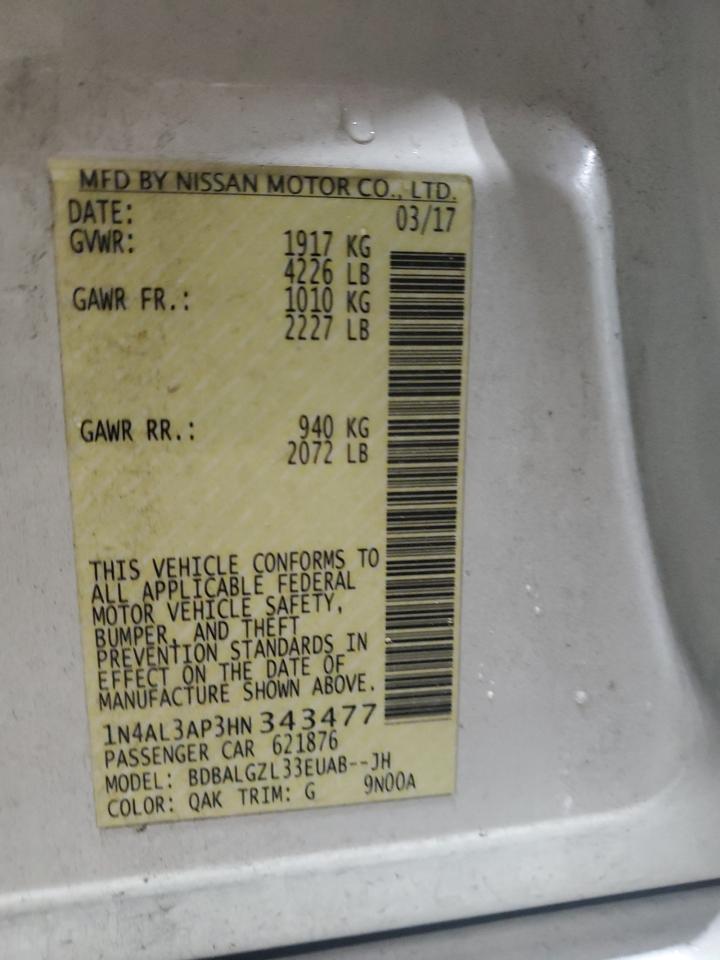 MFD BY NISSAN MOTOR CO., LTD.
DATE: 03/17
GVWR: 1917 KG
4226 LB
GAWR FR.: 1010 KG
2227 LB
GAWR RR.: 940 KG
2072 LB
THIS VEHICLE CONFORMS TO
ALL APPLICABLE FEDERAL
MOTOR VEHICLE SAFETY,
BUMPER, AND THEFT
PREVENTION STANDARDS IN
EFFECT ON THE DATE OF
MANUFACTURE SHOWN ABOVE.
1N4AL3AP3HN 343477
PASSENGER CAR 621876
MODEL: BDBALGZL33EUAB--JH
COLOR: QAK TRIM: G 9N00A